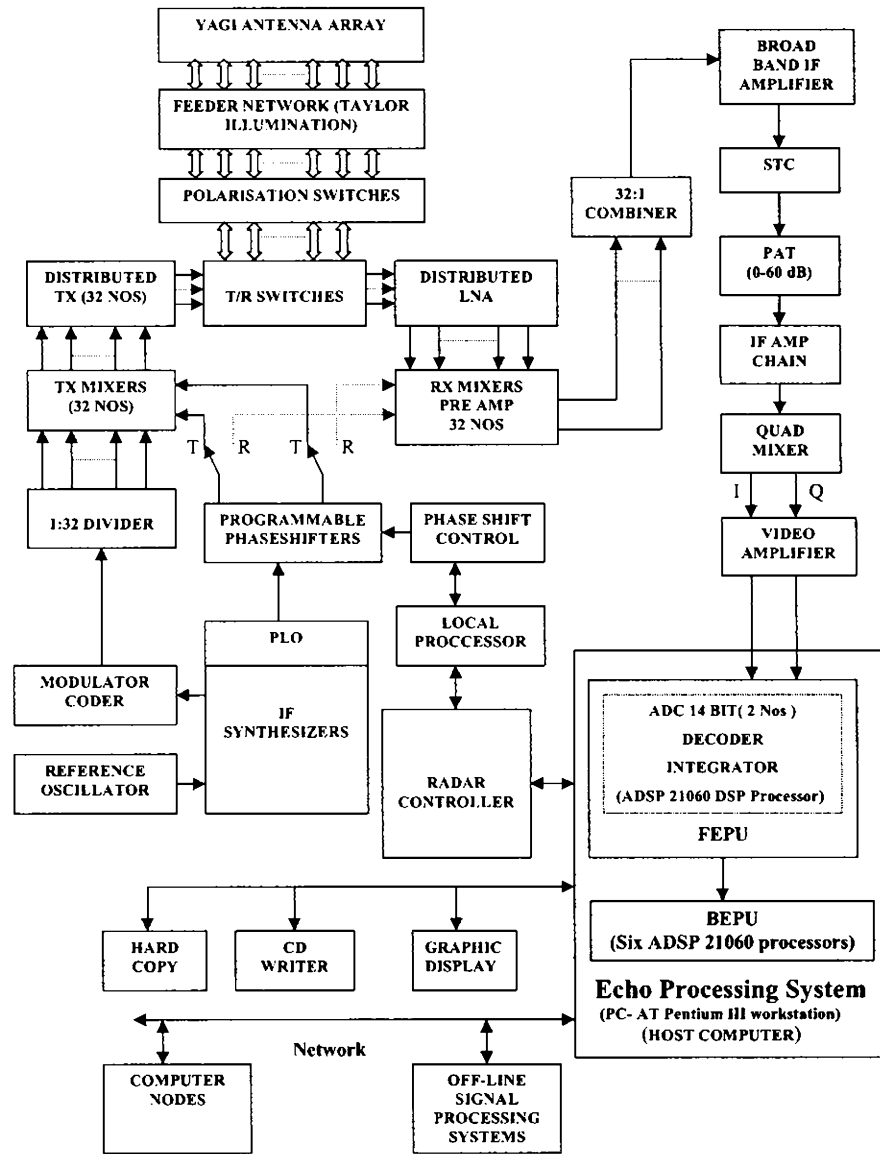 YAGI ANTENNA ARRAY
FEEDER NETWORK (TAYLOR
ILLUMINATION)
POLARISATION SWITCHES
DISTRIBUTED
TX (32 NOS)
T/R SWITCHES
DISTRIBUTED
LNA
32:1
COMBINER
BROAD
BAND IF
AMPLIFIER
STC
PAT
(0-60 dB)
IF AMP
CHAIN
QUAD
MIXER
I
Q
VIDEO
AMPLIFIER
TX MIXERS
(32 NOS)
RX MIXERS
PRE AMP
32 NOS
T
R
T
R
1:32 DIVIDER
PROGRAMMABLE
PHASESHIFTERS
PHASE SHIFT
CONTROL
PLO
LOCAL
PROCCESSOR
MODULATOR
CODER
IF
SYNTHESIZERS
REFERENCE
OSCILLATOR
RADAR
CONTROLLER
ADC 14 BIT( 2 Nos )
DECODER
INTEGRATOR
(ADSP 21060 DSP Processor)
FEPU
BEPU
(Six ADSP 21060 processors)
Echo Processing System
(PC- AT Pentium III workstation)
(HOST COMPUTER)
HARD
COPY
CD
WRITER
GRAPHIC
DISPLAY
Network
COMPUTER
NODES
OFF-LINE
SIGNAL
PROCESSING
SYSTEMS